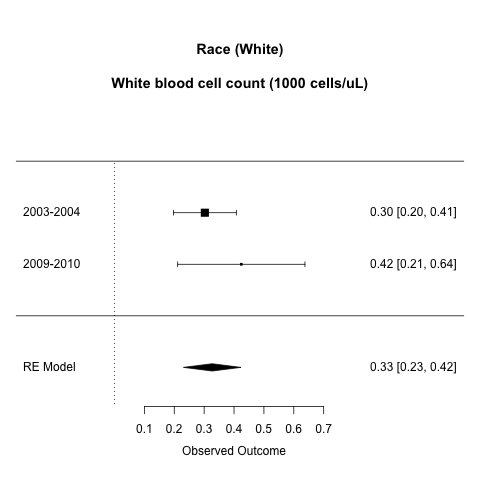 Race (White)
White blood cell count (1000 cells/uL)
2003-2004 0.30 [0.20, 0.41]
2009-2010 0.42 [0.21, 0.64]
RE Model 0.33 [0.23, 0.42]
0.1 0.2 0.3 0.4 0.5 0.6 0.7
Observed Outcome